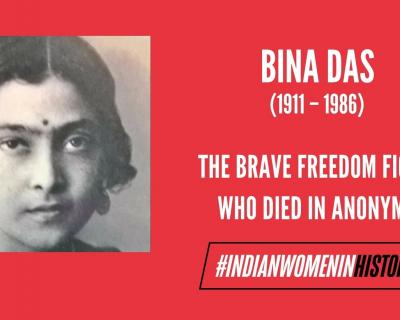 BINA DAS
(1911 – 1986)
THE BRAVE FREEDOM FIG
WHO DIED IN ANONYM
#INDIANWOMENINHISTO